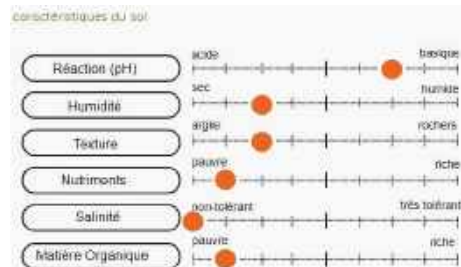 caractéristiques du sol
acide basique
Réaction (pH)
sec humide
Humidité
argile rochers
Texture
pauvre riche
Nutriments
non-tolérant très tolérant
Salinité
pauvre riche
Matière Organique